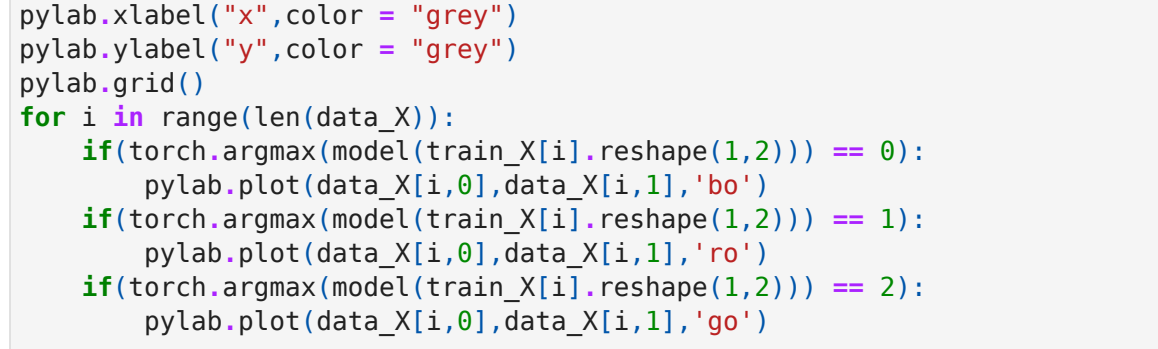 pylab.xlabel("x",color = "grey")
pylab.ylabel("y",color = "grey")
pylab.grid()
for i in range(len(data_X)):
    if(torch.argmax(model(train_X[i].reshape(1,2))) == 0):
        pylab.plot(data_X[i,0],data_X[i,1],'bo')
    if(torch.argmax(model(train_X[i].reshape(1,2))) == 1):
        pylab.plot(data_X[i,0],data_X[i,1],'ro')
    if(torch.argmax(model(train_X[i].reshape(1,2))) == 2):
        pylab.plot(data_X[i,0],data_X[i,1],'go')